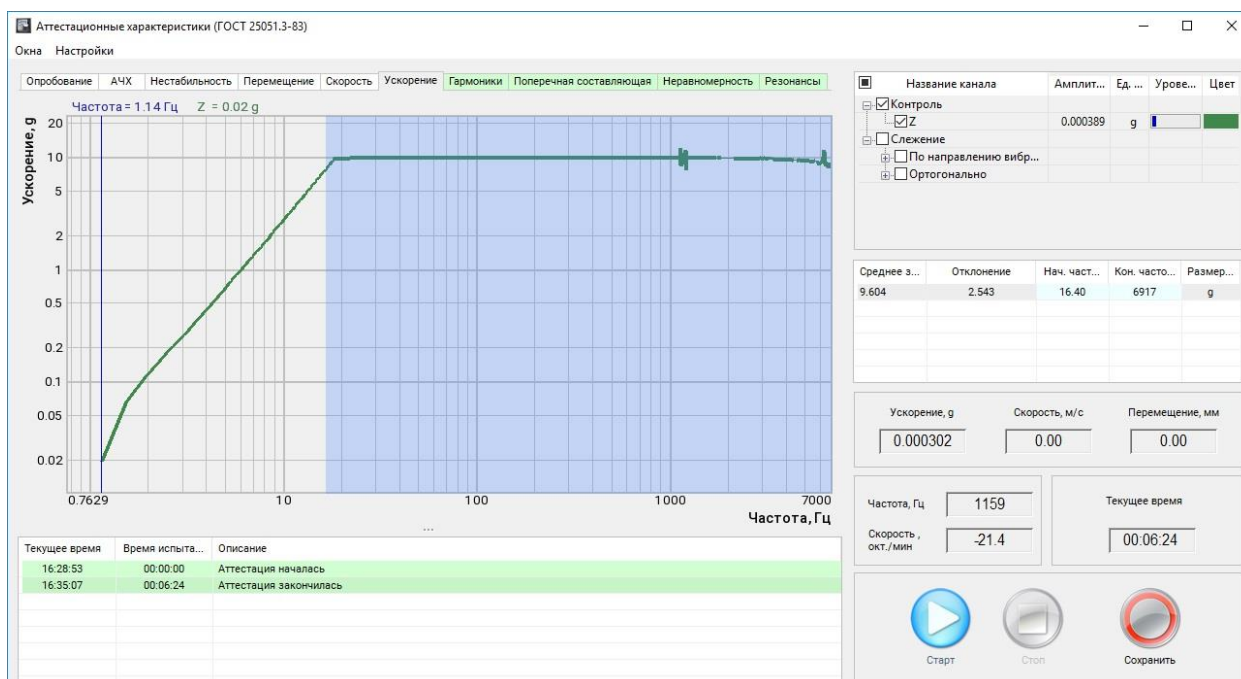 Аттестационные характеристики (ГОСТ 25051.3-83)
Окна Настройки
Опробование АЧХ Нестабильность Перемещение Скорость Ускорение Гармоники Поперечная составляющая Неравномерность Резонансы
Частота = 1.14 Гц Z = 0.02 g
Ускорение, g
20
10
5
2
1
0.5
0.2
0.1
0.05
0.02
0.7629 10 100 1000 7000
Частота, Гц
...
Текущее время Время испыта... Описание
16:28:53 00:00:00 Аттестация началась
16:35:07 00:06:24 Аттестация закончилась
Название канала Амплит... Ед. ... Урове... Цвет
Контроль
Z 0.000389 g
Слежение
По направлению вибр...
Ортогонально
Среднее з... Отклонение Нач. част... Кон. часто... Размер...
9.604 2.543 16.40 6917 g
Ускорение, g Скорость, м/с Перемещение, мм
0.000302 0.00 0.00
Частота, Гц 1159
Скорость , окт./мин -21.4
Текущее время
00:06:24
Старт Стоп Сохранить